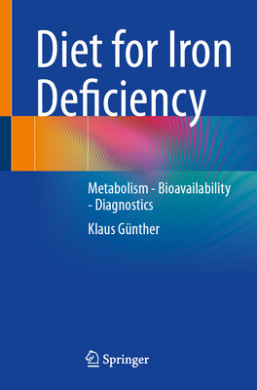 Diet for Iron
Deficiency
Metabolism - Bioavailability
- Diagnostics
Klaus Günther
Springer